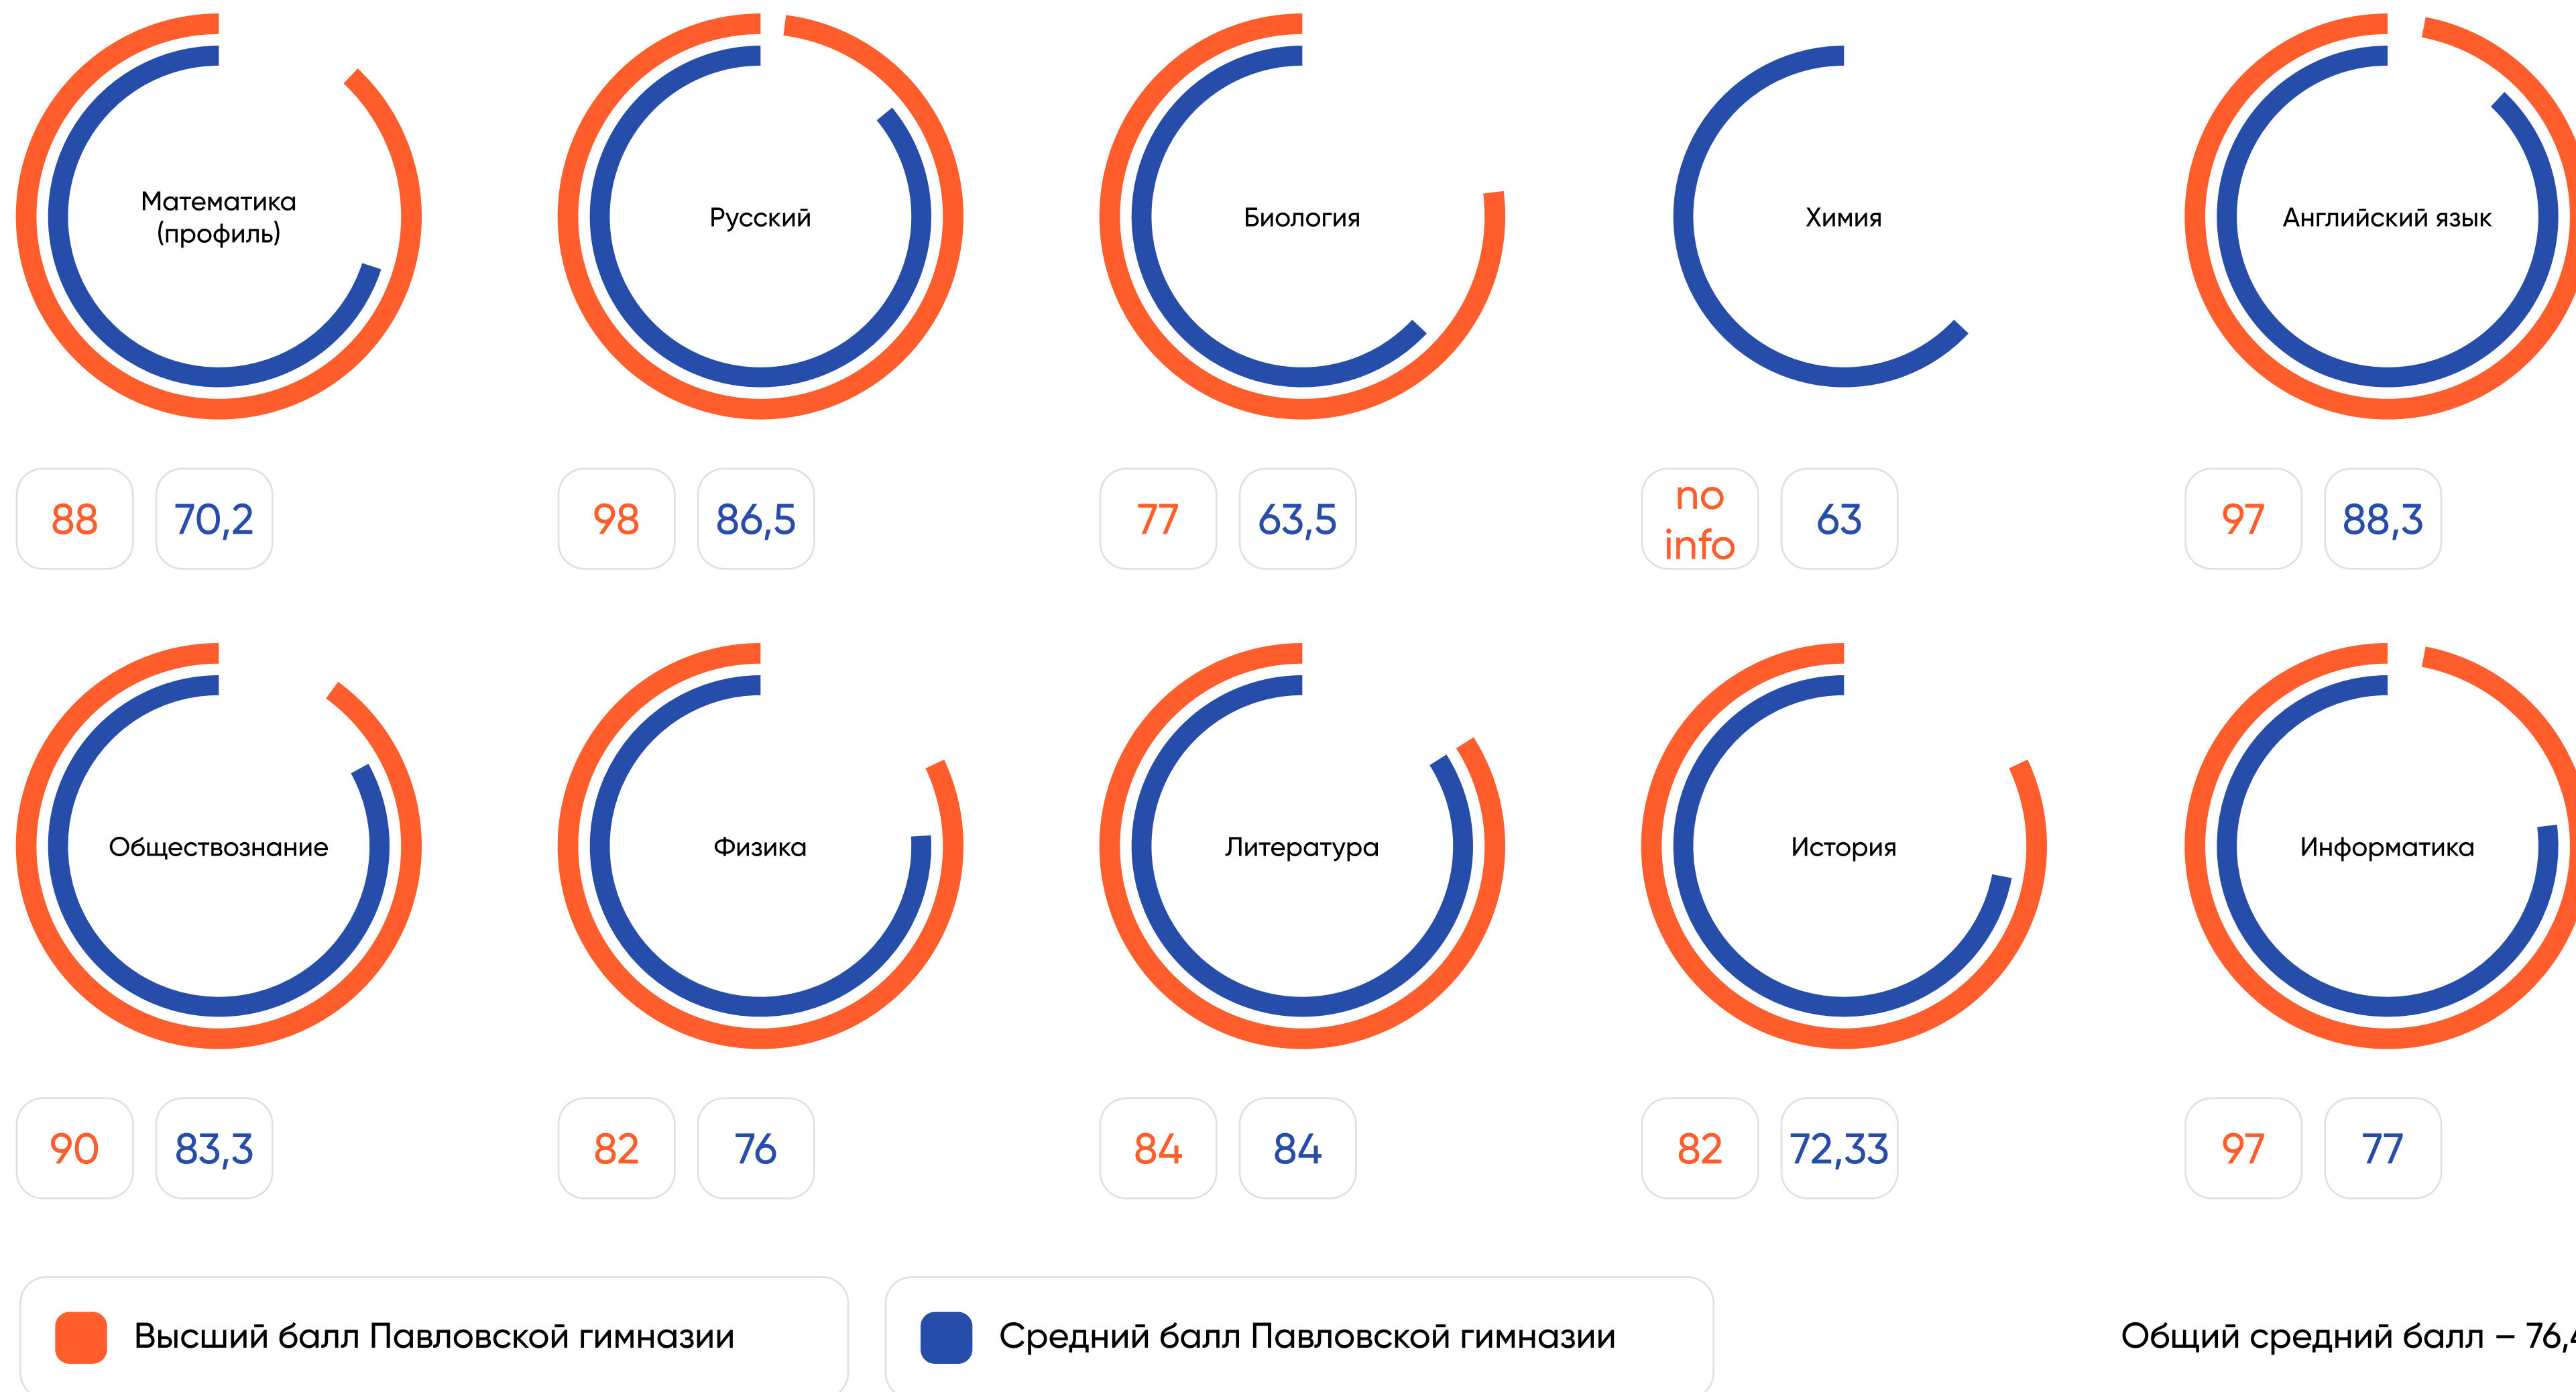 Математика
(профиль)
Русский
Биология
Химия
Английский язык
88
70,2
98
86,5
77
63,5
no
info
63
97
88,3
Обществознание
Физика
Литература
История
Информатика
90
83,3
82
76
84
84
82
72,33
97
77
Высший балл Павловской гимназии
Средний балл Павловской гимназии
Общий средний балл – 76,4